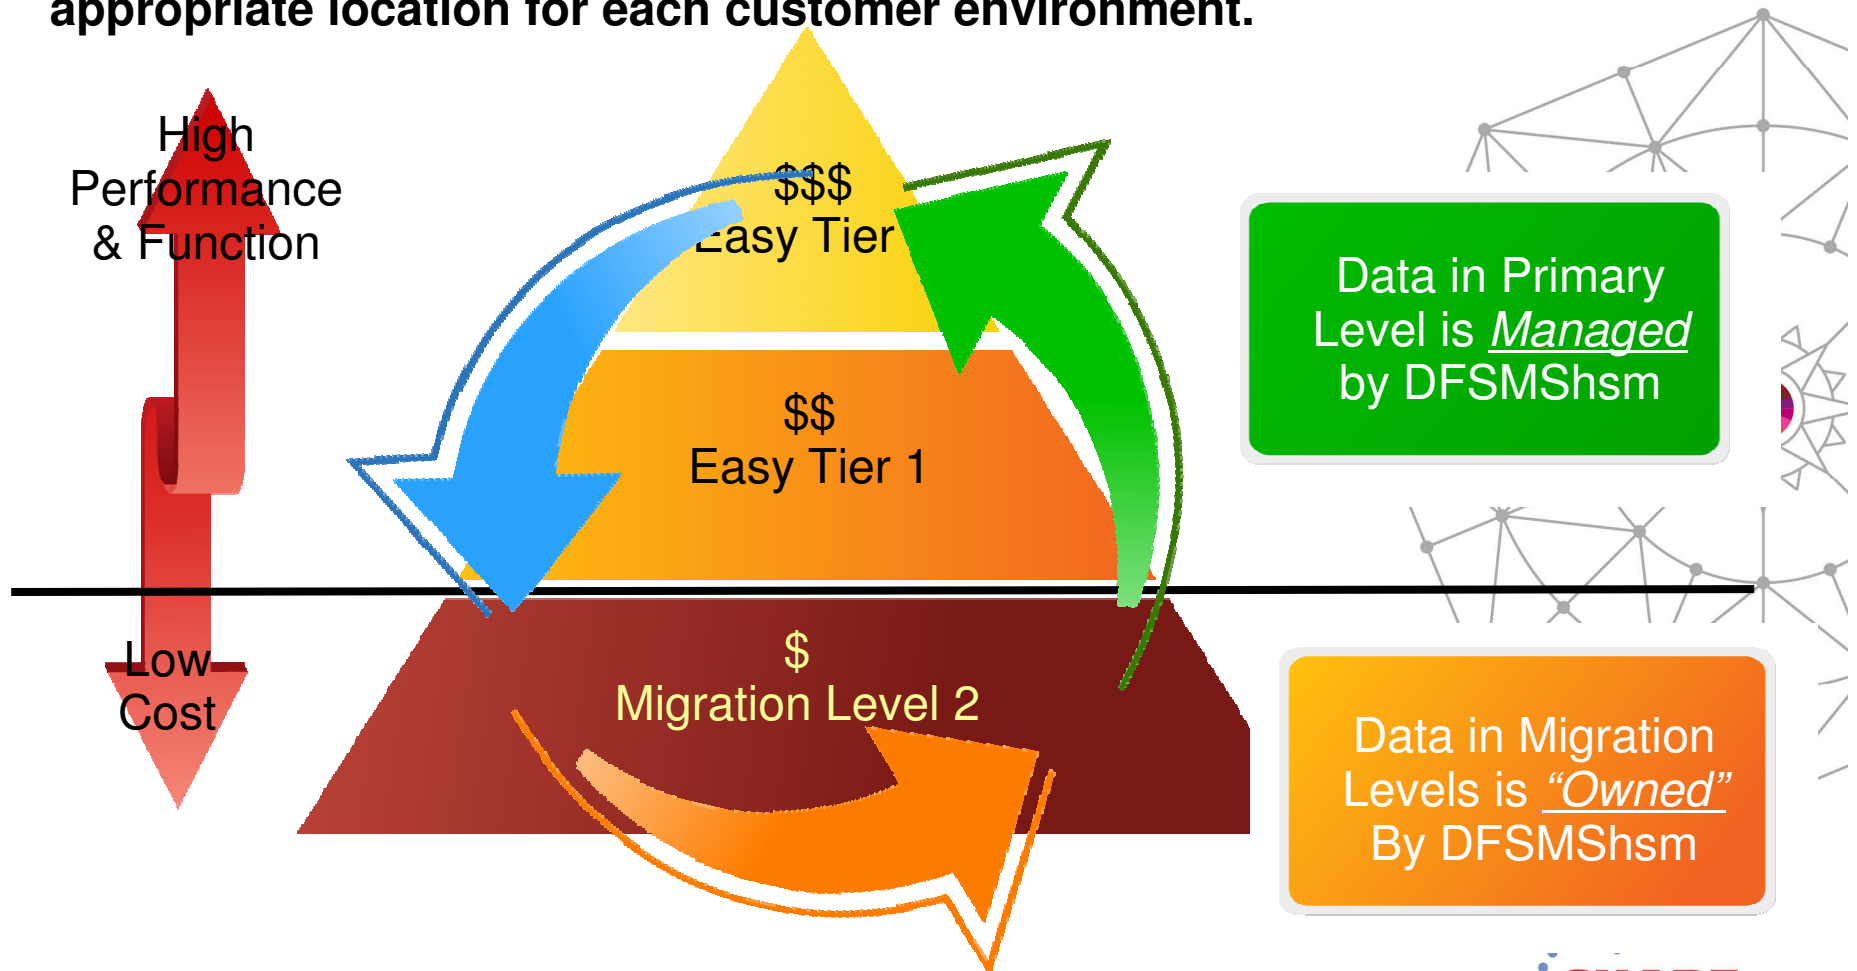 appropriate location for each customer environment.
High
Performance
& Function
$$$
Easy Tier
$$
Easy Tier 1
Data in Primary
Level is Managed
by DFSMShsm
Low
Cost
$
Migration Level 2
Data in Migration
Levels is “Owned”
By DFSMShsm